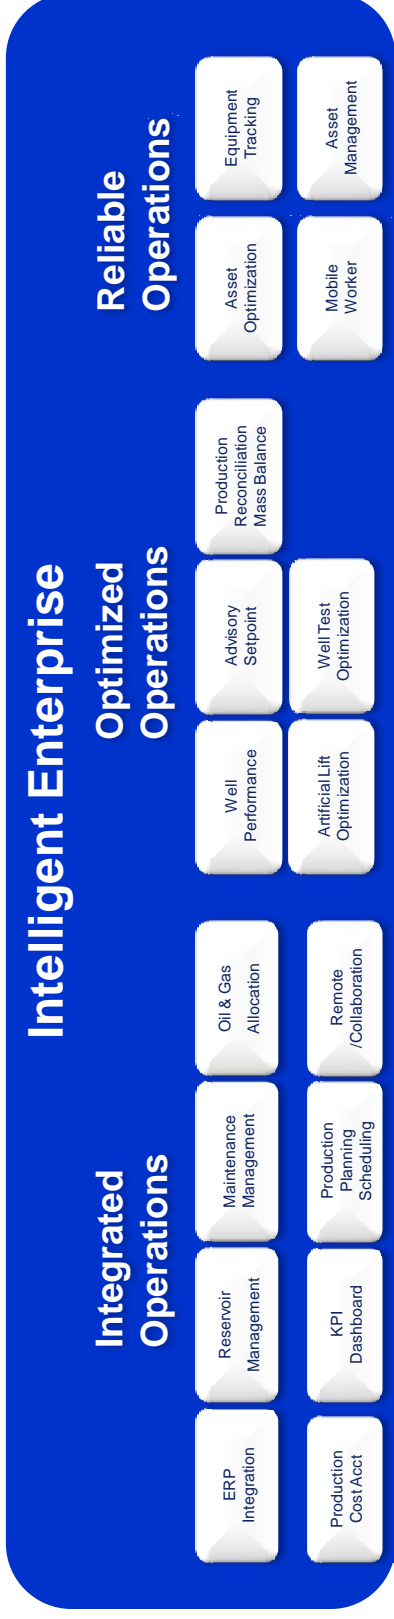 Intelligent Enterprise
Integrated
Operations
ERP
Integration
Reservoir
Management
Maintenance
Management
Oil & Gas
Allocation
Production
Cost Acct
KPI
Dashboard
Production
Planning
Scheduling
Remote
/Collaboration
Optimized
Operations
Well
Performance
Advisory
Setpoint
Production
Reconciliation
Mass Balance
Artificial Lift
Optimization
Well Test
Optimization
Reliable
Operations
Asset
Optimization
Equipment
Tracking
Mobile
Worker
Asset
Management